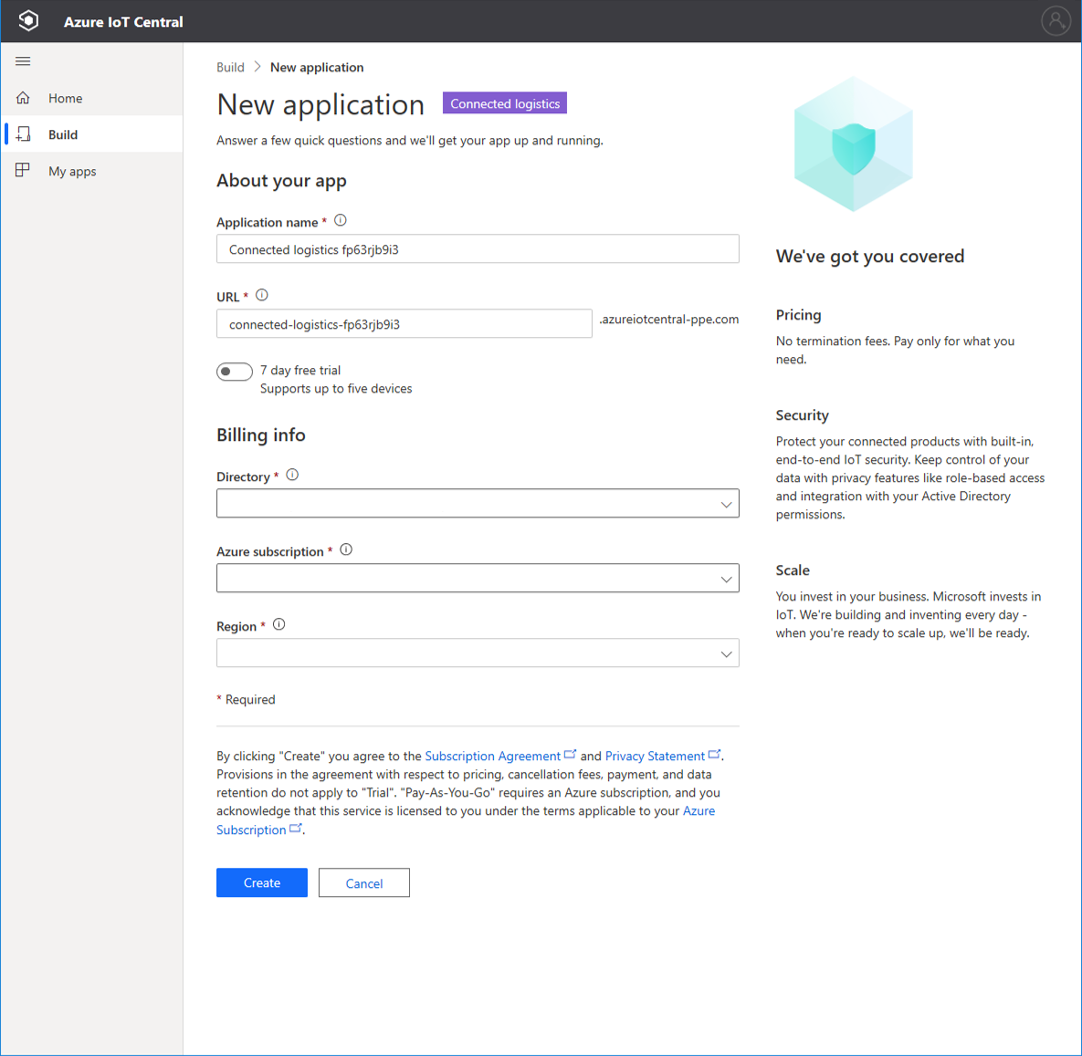 Azure IoT Central
Home
Build
My apps
Build > New application
New application Connected logistics
Answer a few quick questions and we'll get your app up and running.
About your app
Application name *
Connected logistics fp63rjb9i3
URL *
connected-logistics-fp63rjb9i3 .azureiotcentral-ppe.com
7 day free trial
Supports up to five devices
Billing info
Directory *
Azure subscription *
Region *
* Required
By clicking "Create" you agree to the Subscription Agreement and Privacy Statement.
Provisions in the agreement with respect to pricing, cancellation fees, payment, and data
retention do not apply to "Trial". "Pay-As-You-Go" requires an Azure subscription, and you
acknowledge that this service is licensed to you under the terms applicable to your Azure
Subscription.
Create Cancel
We've got you covered
Pricing
No termination fees. Pay only for what you
need.
Security
Protect your connected products with built-in,
end-to-end IoT security. Keep control of your
data with privacy features like role-based access
and integration with your Active Directory
permissions.
Scale
You invest in your business. Microsoft invests in
IoT. We're building and inventing every day -
when you're ready to scale up, we'll be ready.